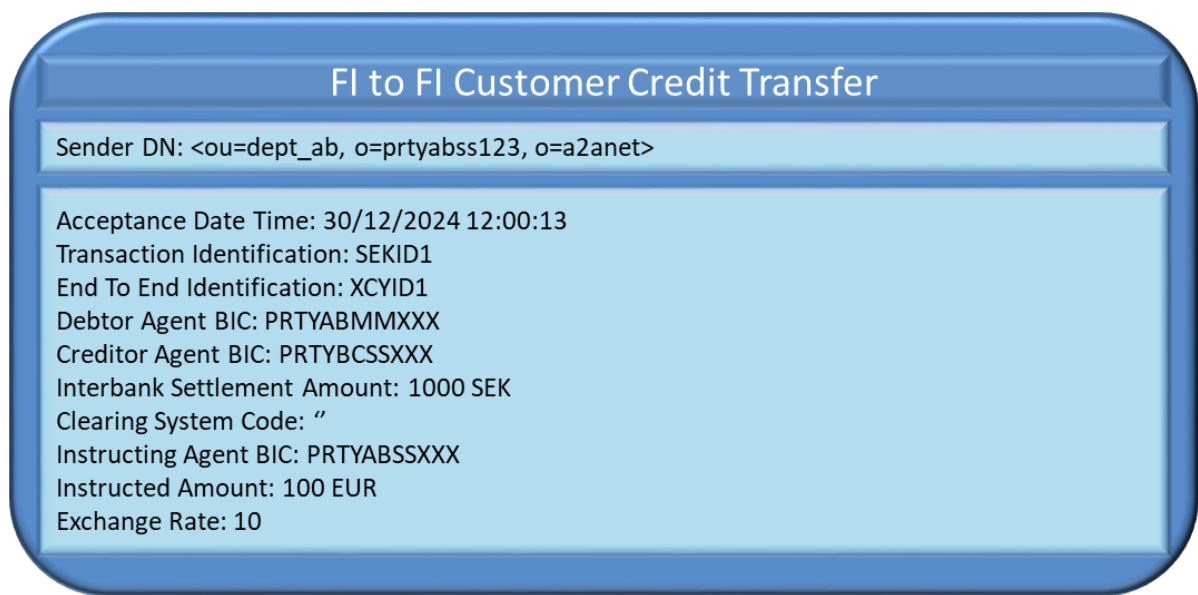 FI to FI Customer Credit Transfer
Sender DN: <ou=dept_ab, o=prtyabss123, o=a2anet>
Acceptance Date Time: 30/12/2024 12:00:13
Transaction Identification: SEKID1
End To End Identification: XCYID1
Debtor Agent BIC: PRTYABMMXXX
Creditor Agent BIC: PRTYBCSSXXX
Interbank Settlement Amount: 1000 SEK
Clearing System Code: ‘’
Instructing Agent BIC: PRTYABSSXXX
Instructed Amount: 100 EUR
Exchange Rate: 10